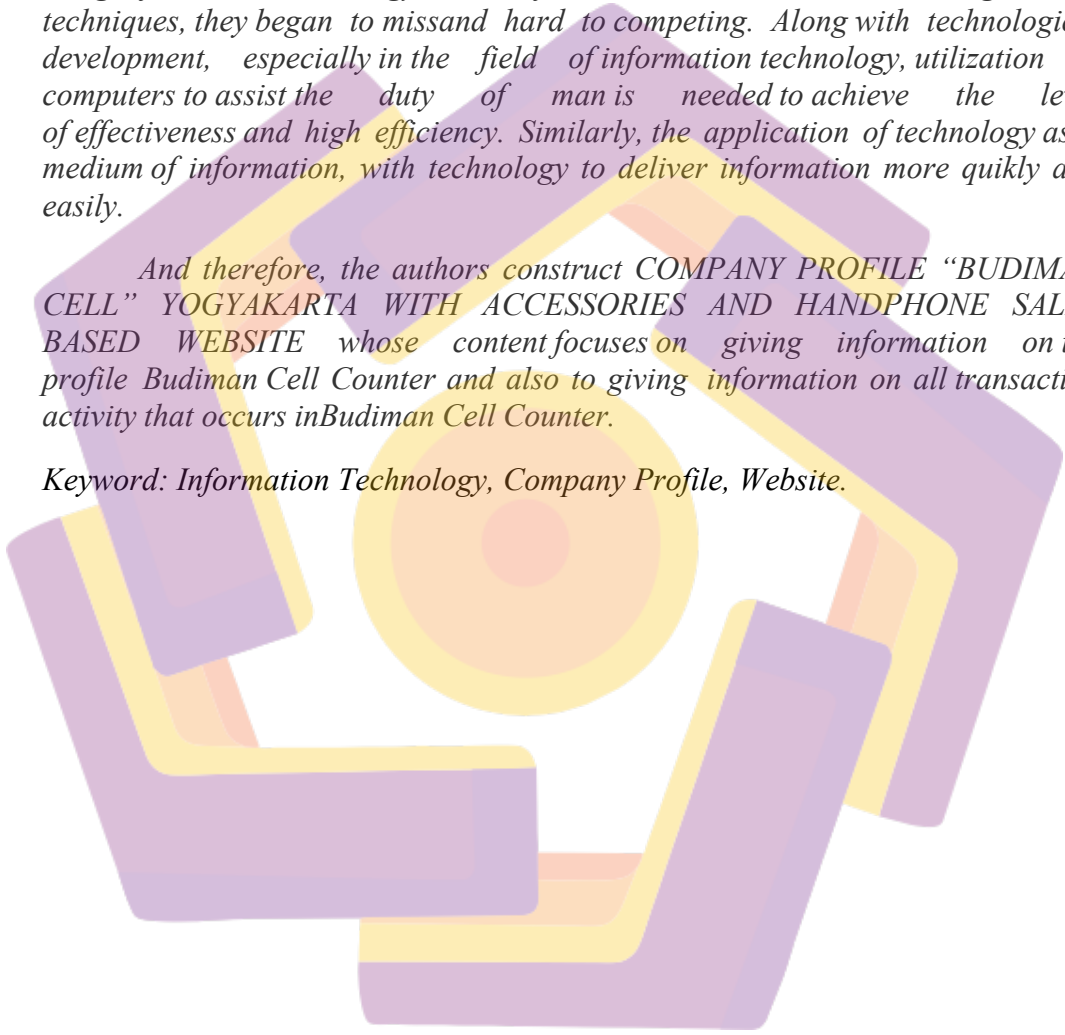 techniques, they began to missand hard to competing. Along with technologic
development, especially in the field of information technology, utilization
computers to assist the duty of man is needed to achieve the lev
of effectiveness and high efficiency. Similarly, the application of technology as
medium of information, with technology to deliver information more quikly a
easily.
And therefore, the authors construct COMPANY PROFILE “BUDIMA
CELL” YOGYAKARTA WITH ACCESSORIES AND HANDPHONE SAL
BASED WEBSITE whose content focuses on giving information on t
profile Budiman Cell Counter and also to giving information on all transacti
activity that occurs inBudiman Cell Counter.
Keyword: Information Technology, Company Profile, Website.